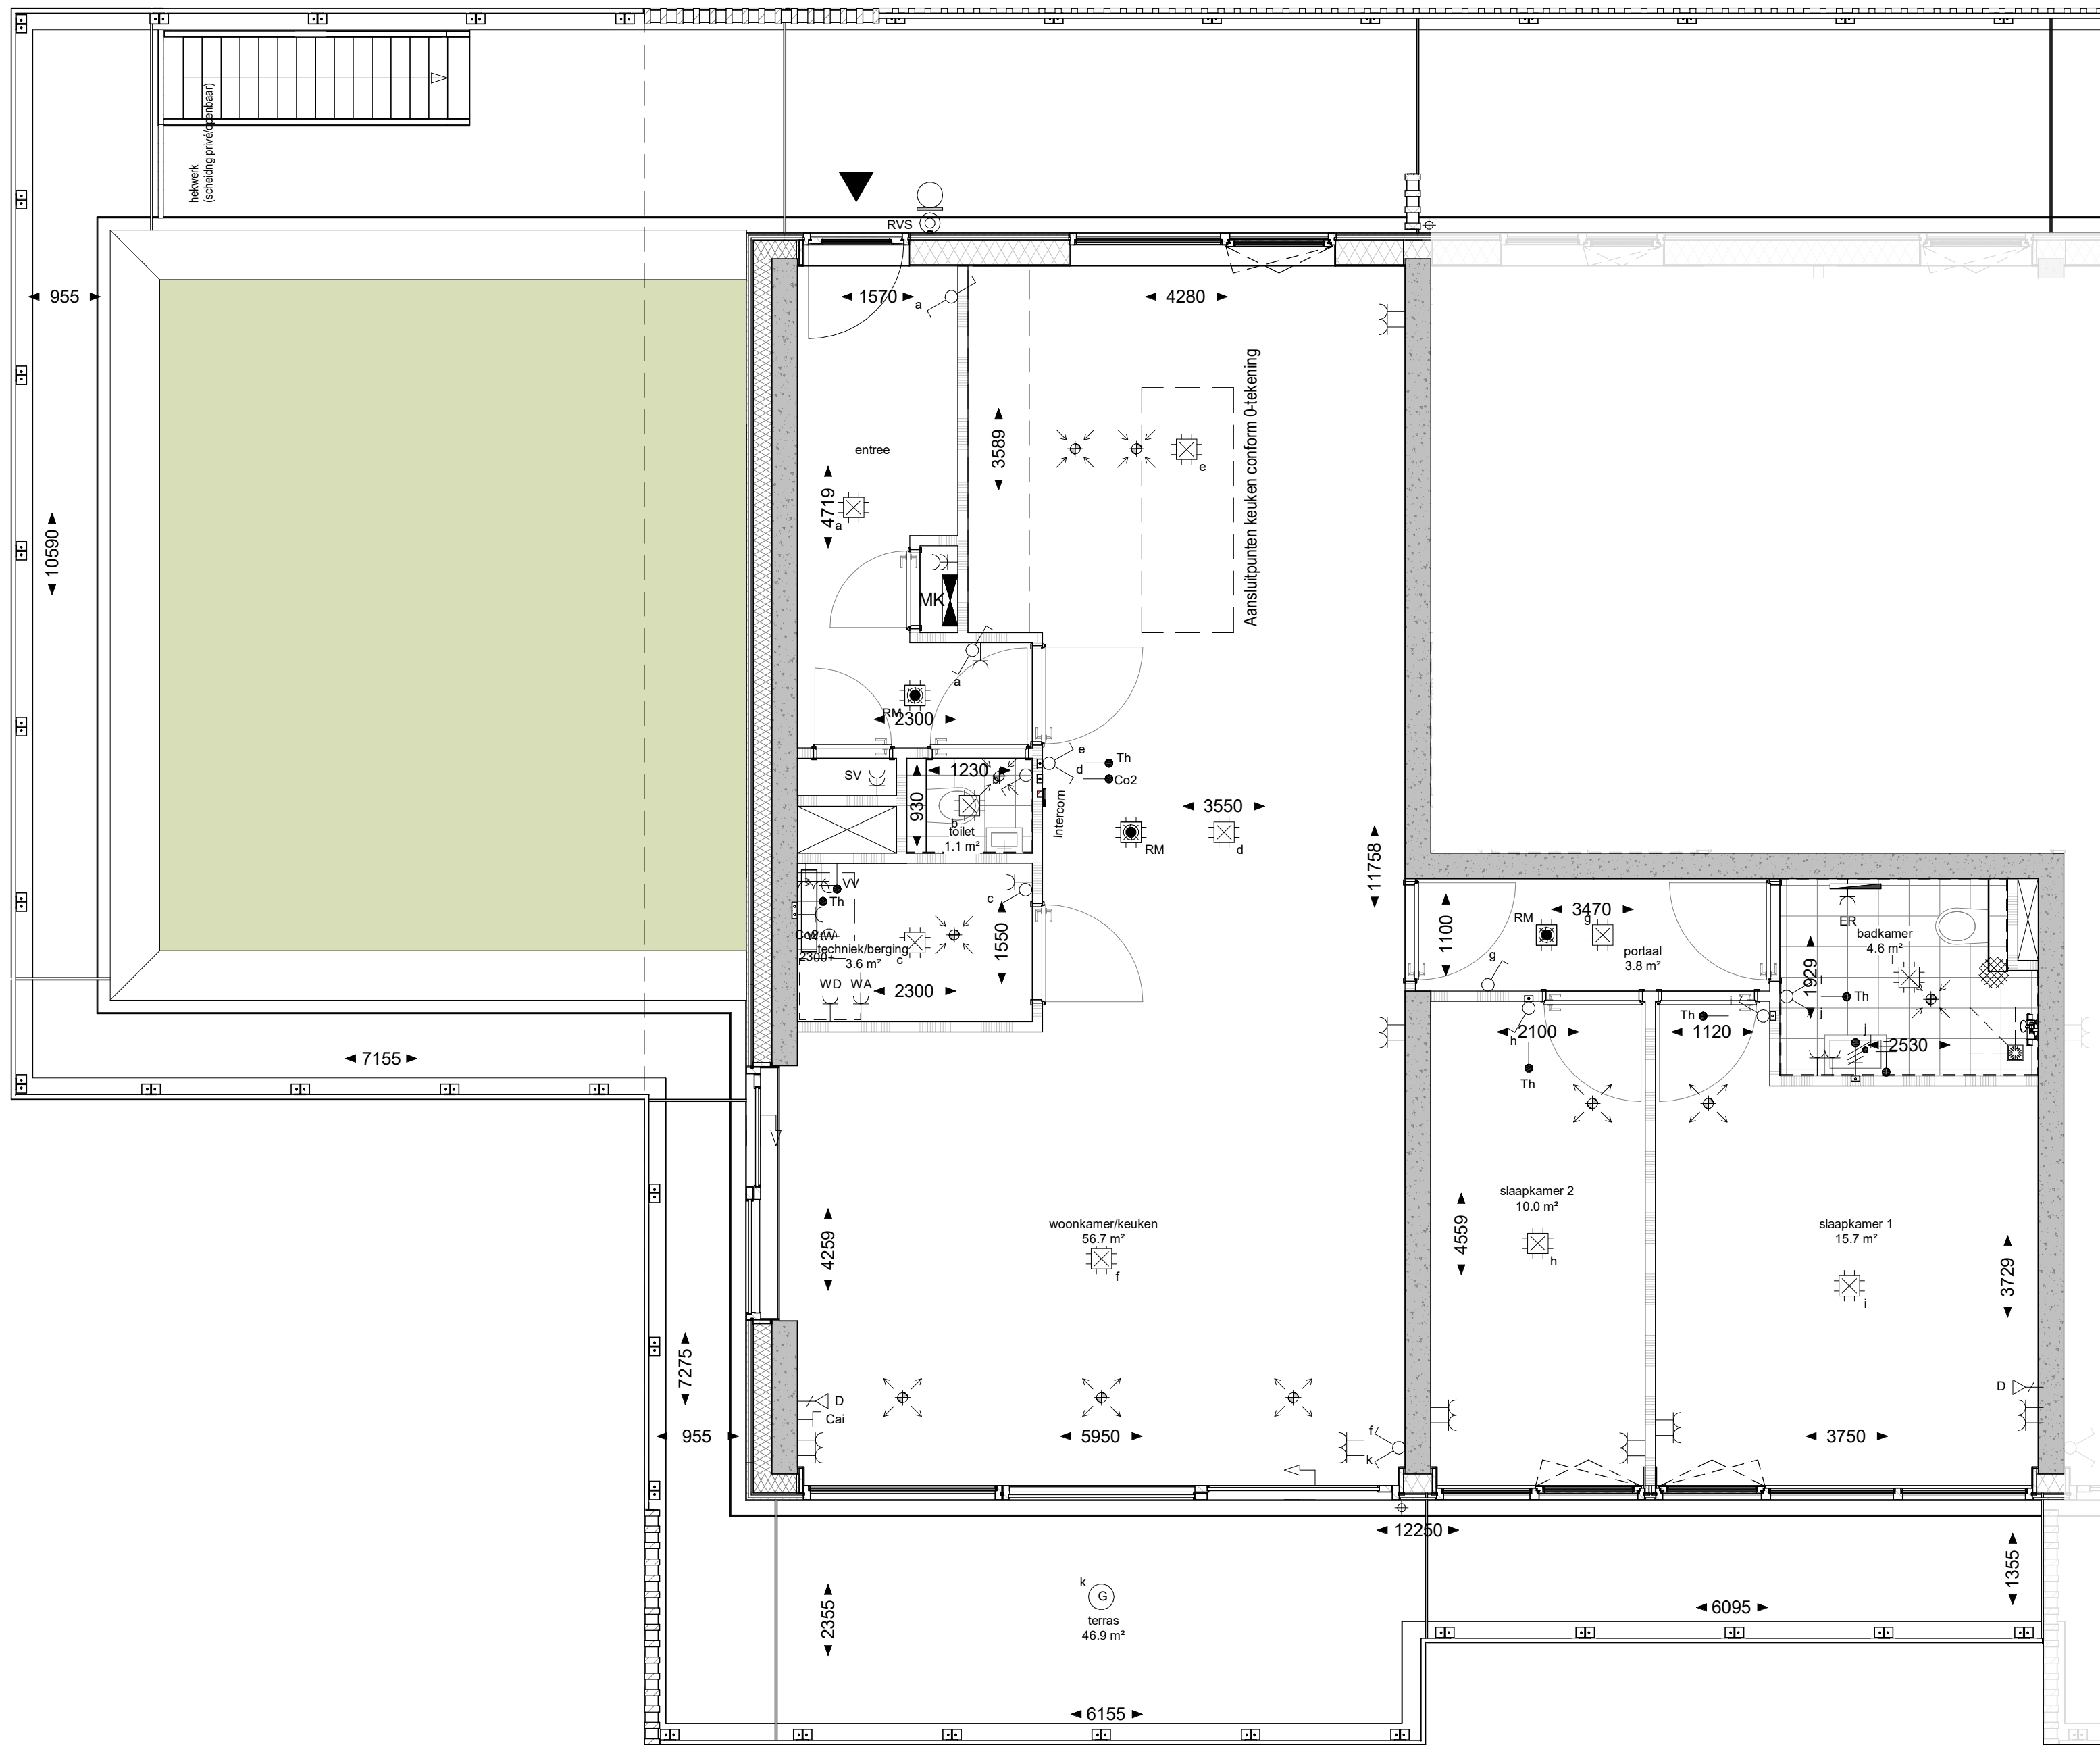 hekwerk
(scheidng privé/openbaar)
RVS
955
1570
a
4280
10590
entree
4719
a
3589
e
Aansluitpunten keuken conform 0-tekening
MK
a
RM
2300
e
d
Th
Co2
SV
1230
b
930
b
toilet
1.1 m²
Intercom
3550
RM
d
11758
VV
Th
c
techniek/berging
3.6 m²
c
2300+
1550
WD
WA
2300
1100
RM
3470
g
g
portaal
3.8 m²
ER
badkamer
4.6 m²
l
1929
l
Th
j
j
2530
7155
2100
h
Th
Th
i
1120
4259
woonkamer/keuken
56.7 m²
f
4559
slaapkamer 2
10.0 m²
h
slaapkamer 1
15.7 m²
i
3729
7275
D
Cai
D
955
5950
f
k
3750
12250
1355
2355
k
G
terras
46.9 m²
6095
6155